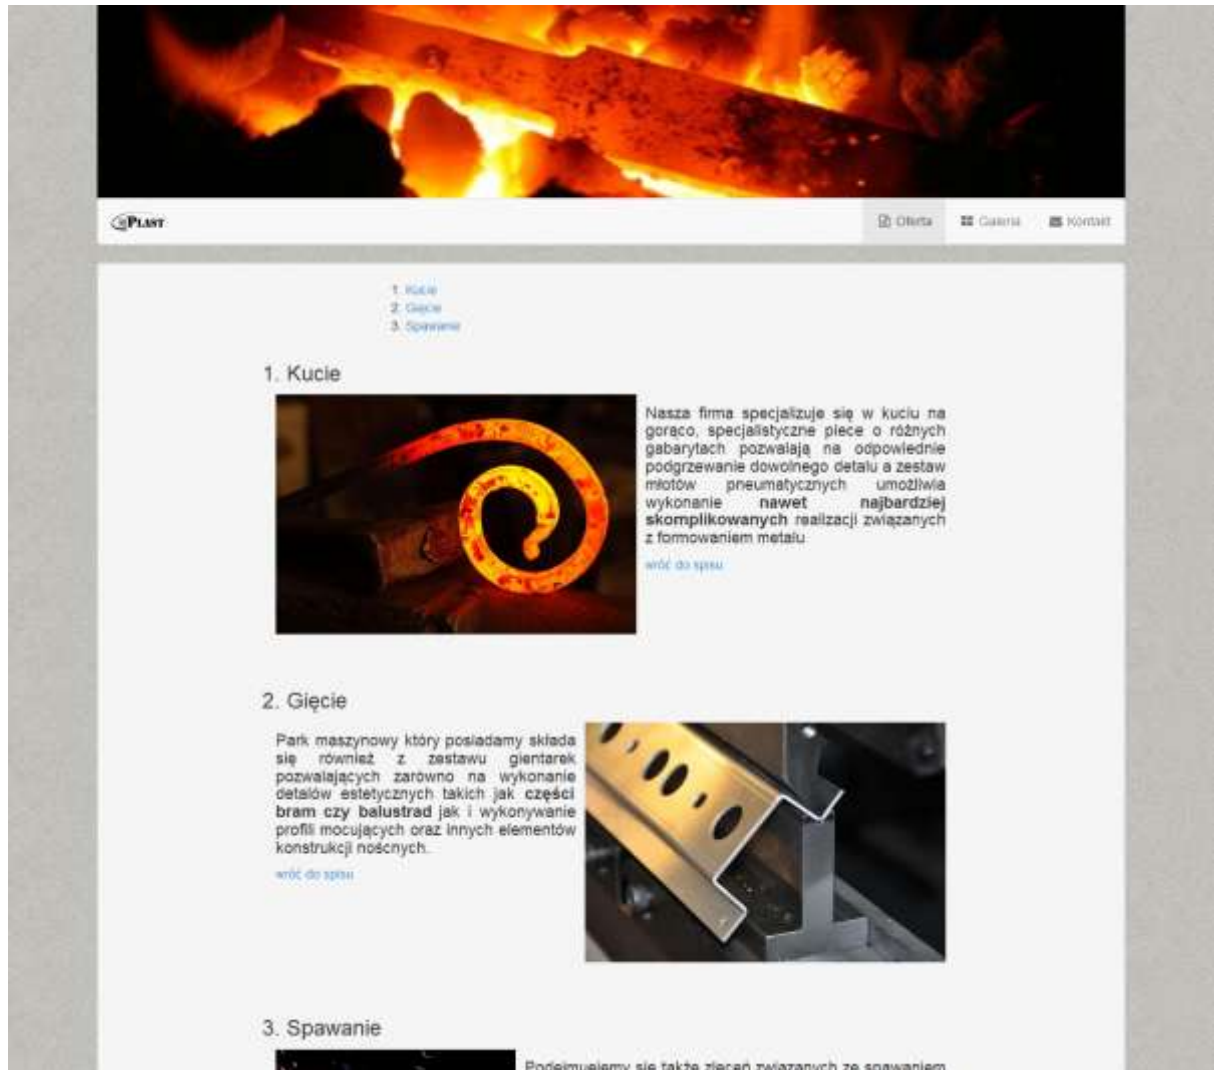 PLAST
Oferta
Galeria
Kontakt
1. Kucie
2. Gięcie
3. Spawanie
1. Kucie
Nasza firma specjalizuje się w kuciu na
gorąco, specjalistyczne piece o różnych
gabarytach pozwalają na odpowiednie
podgrzewanie dowolnego detalu a zestaw
młotów pneumatycznych umożliwia
wykonanie nawet najbardziej
skomplikowanych realizacji związanych
z formowaniem metalu
wróć do spisu
2. Gięcie
Park maszynowy który posiadamy składa
się również z zestawu gientarek
pozwalających zarówno na wykonanie
detalów estetycznych takich jak części
bram czy balustrad jak i wykonywanie
profili mocujących oraz innych elementów
konstrukcji noścnych.
wróć do spisu
3. Spawanie
Podejmuejemy się także zleceń związanych ze spawaniem